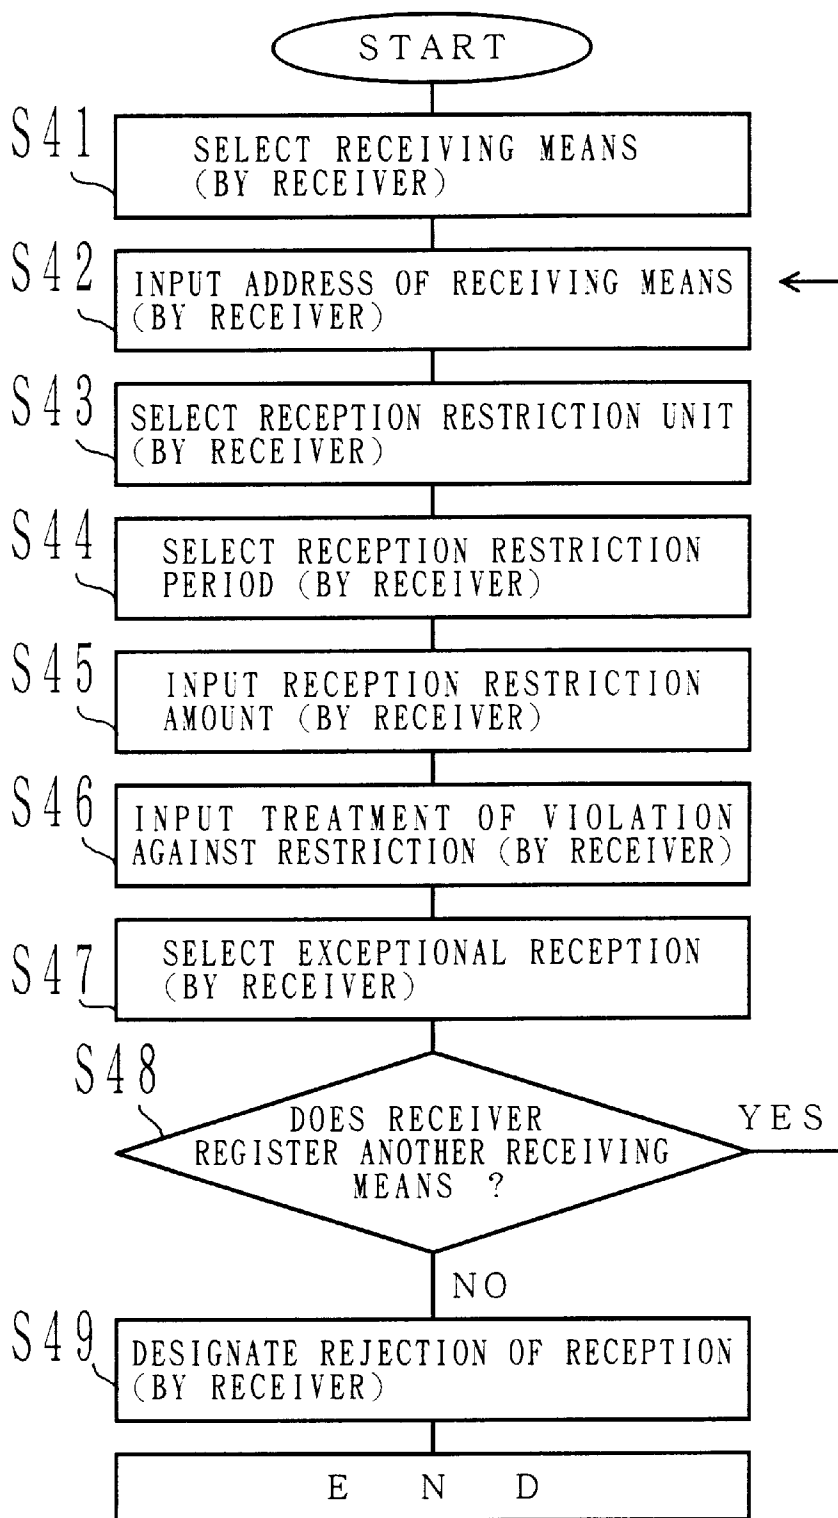 START
S41
SELECT RECEIVING MEANS
(BY RECEIVER)
S42
INPUT ADDRESS OF RECEIVING MEANS
(BY RECEIVER)
S43
SELECT RECEPTION RESTRICTION UNIT
(BY RECEIVER)
S44
SELECT RECEPTION RESTRICTION
PERIOD (BY RECEIVER)
S45
INPUT RECEPTION RESTRICTION
AMOUNT (BY RECEIVER)
S46
INPUT TREATMENT OF VIOLATION
AGAINST RESTRICTION (BY RECEIVER)
S47
SELECT EXCEPTIONAL RECEPTION
(BY RECEIVER)
S48
DOES RECEIVER
REGISTER ANOTHER RECEIVING
MEANS ?
YES
NO
S49
DESIGNATE REJECTION OF RECEPTION
(BY RECEIVER)
E N D